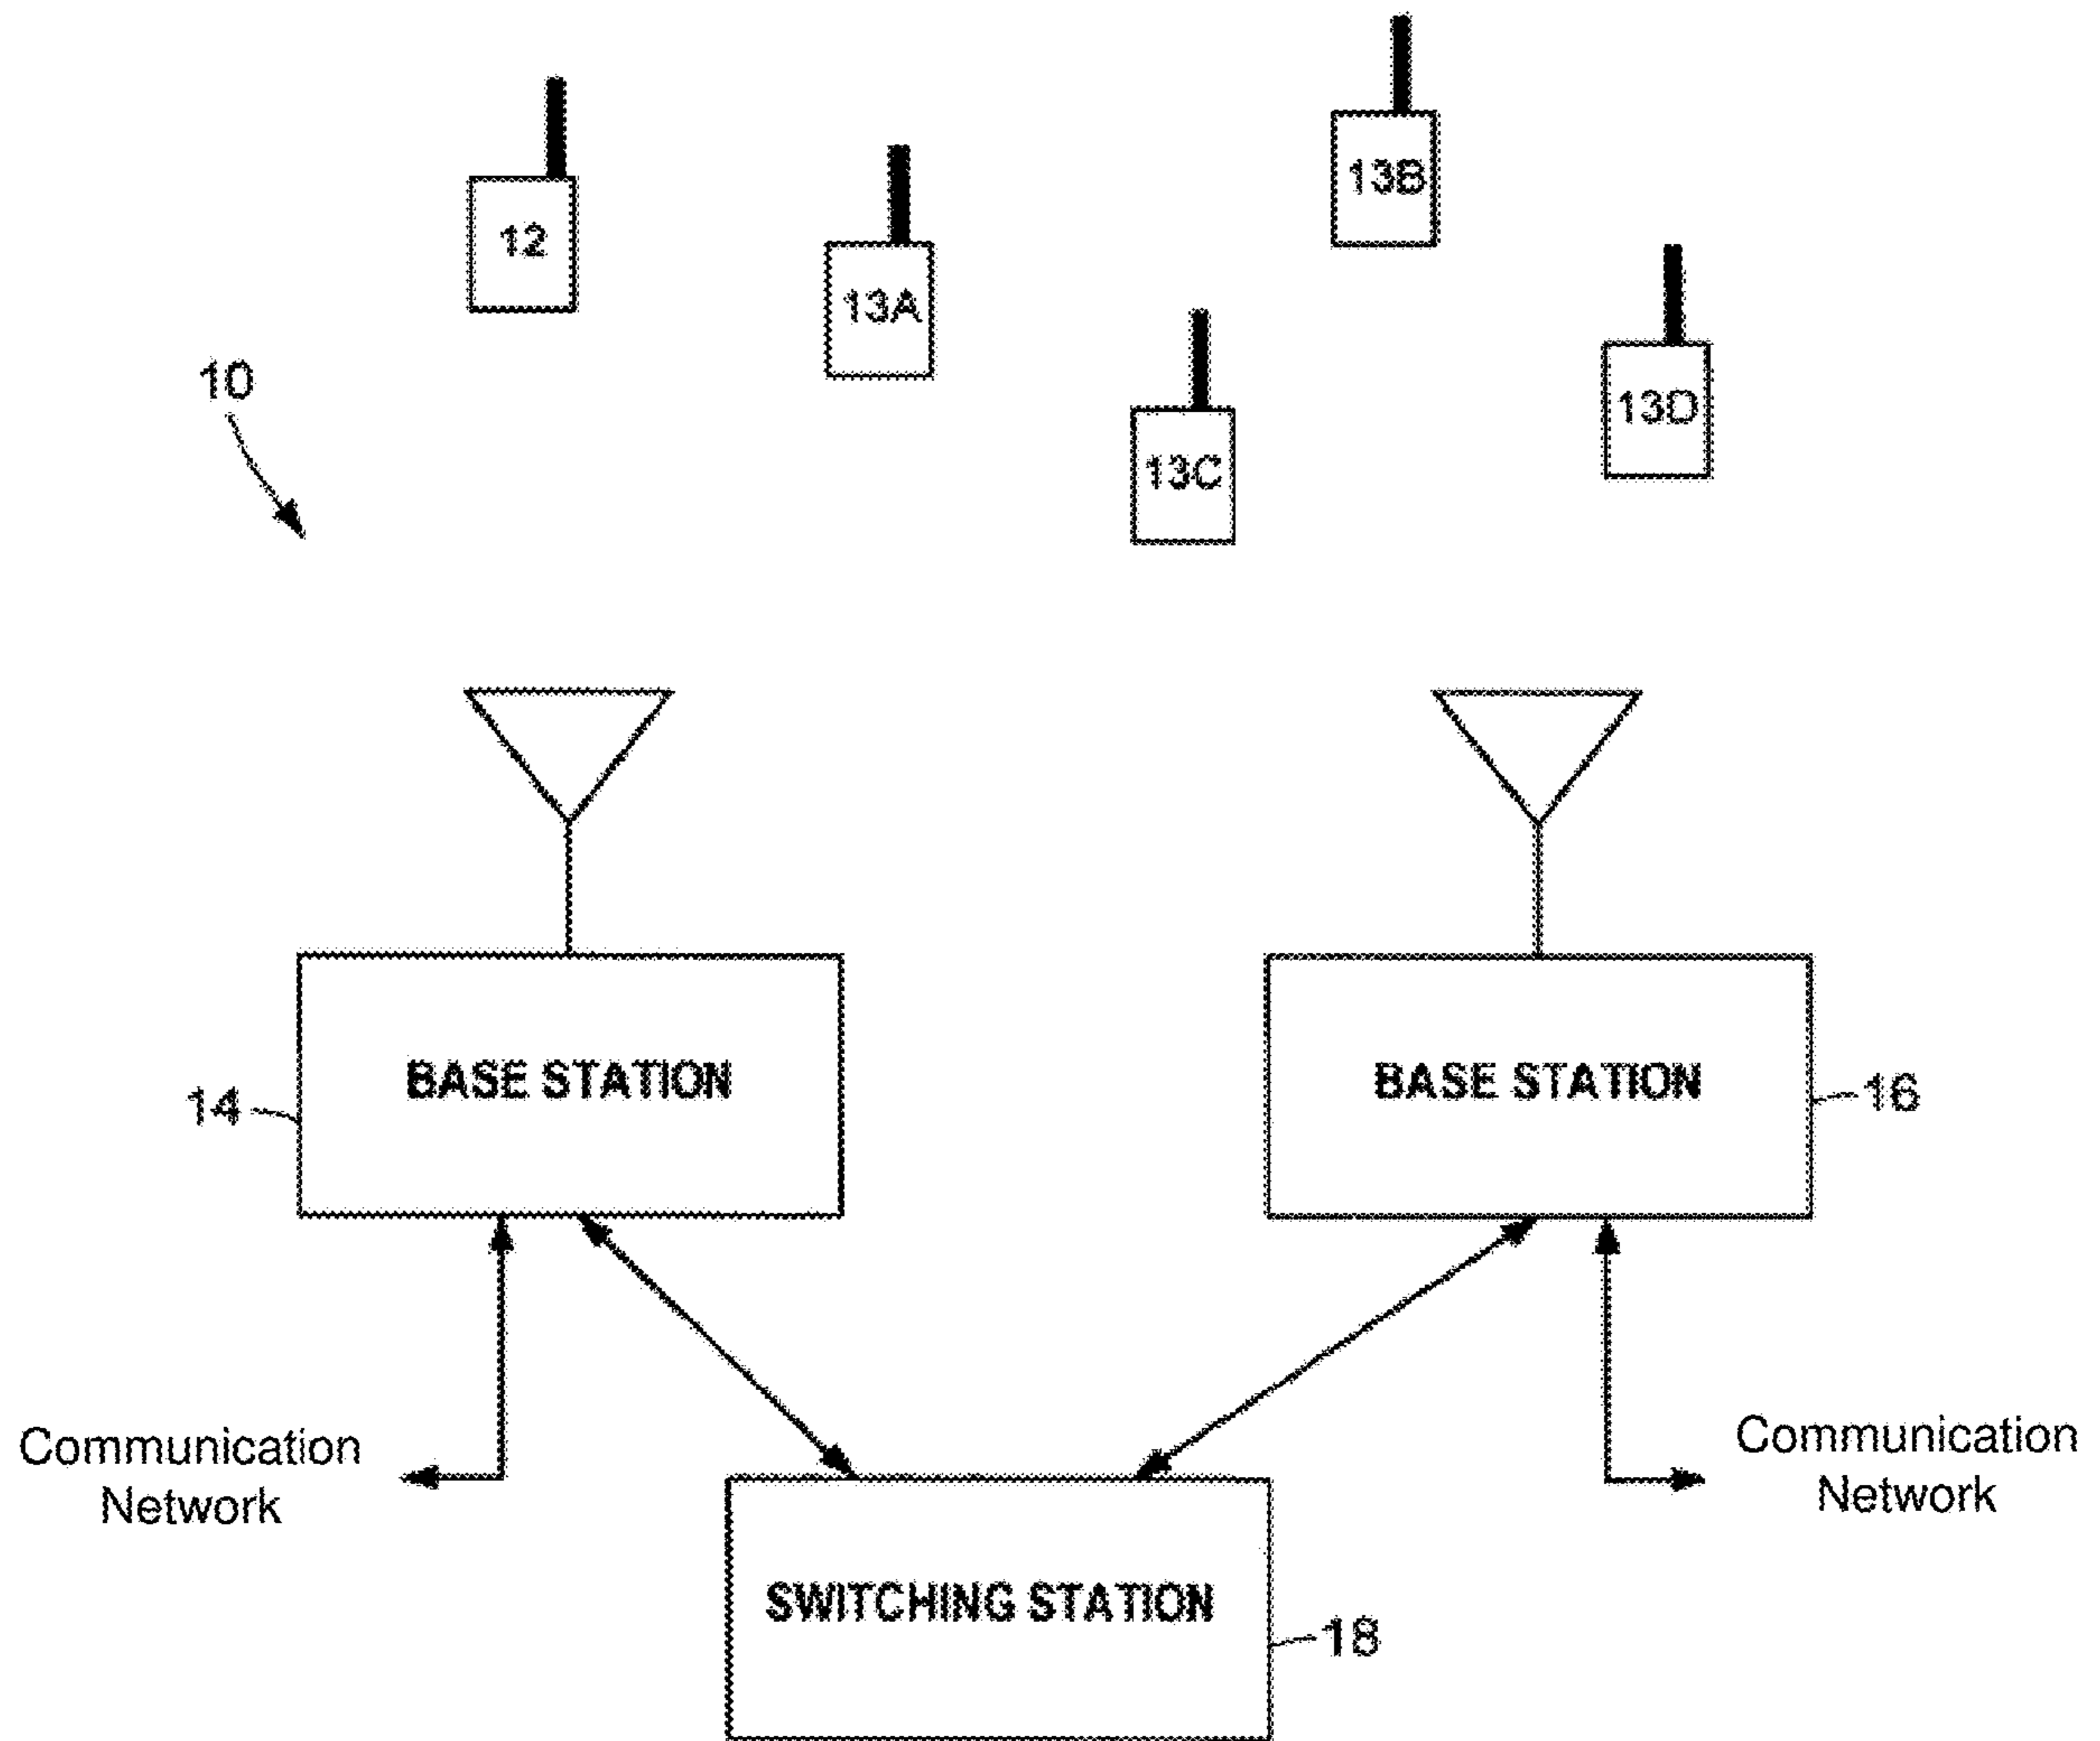 13B
12
13A
10
13D
13C
BASE STATION
BASE STATION
14
16
Communication
Network
Communication
Network
SWITCHING STATION
18